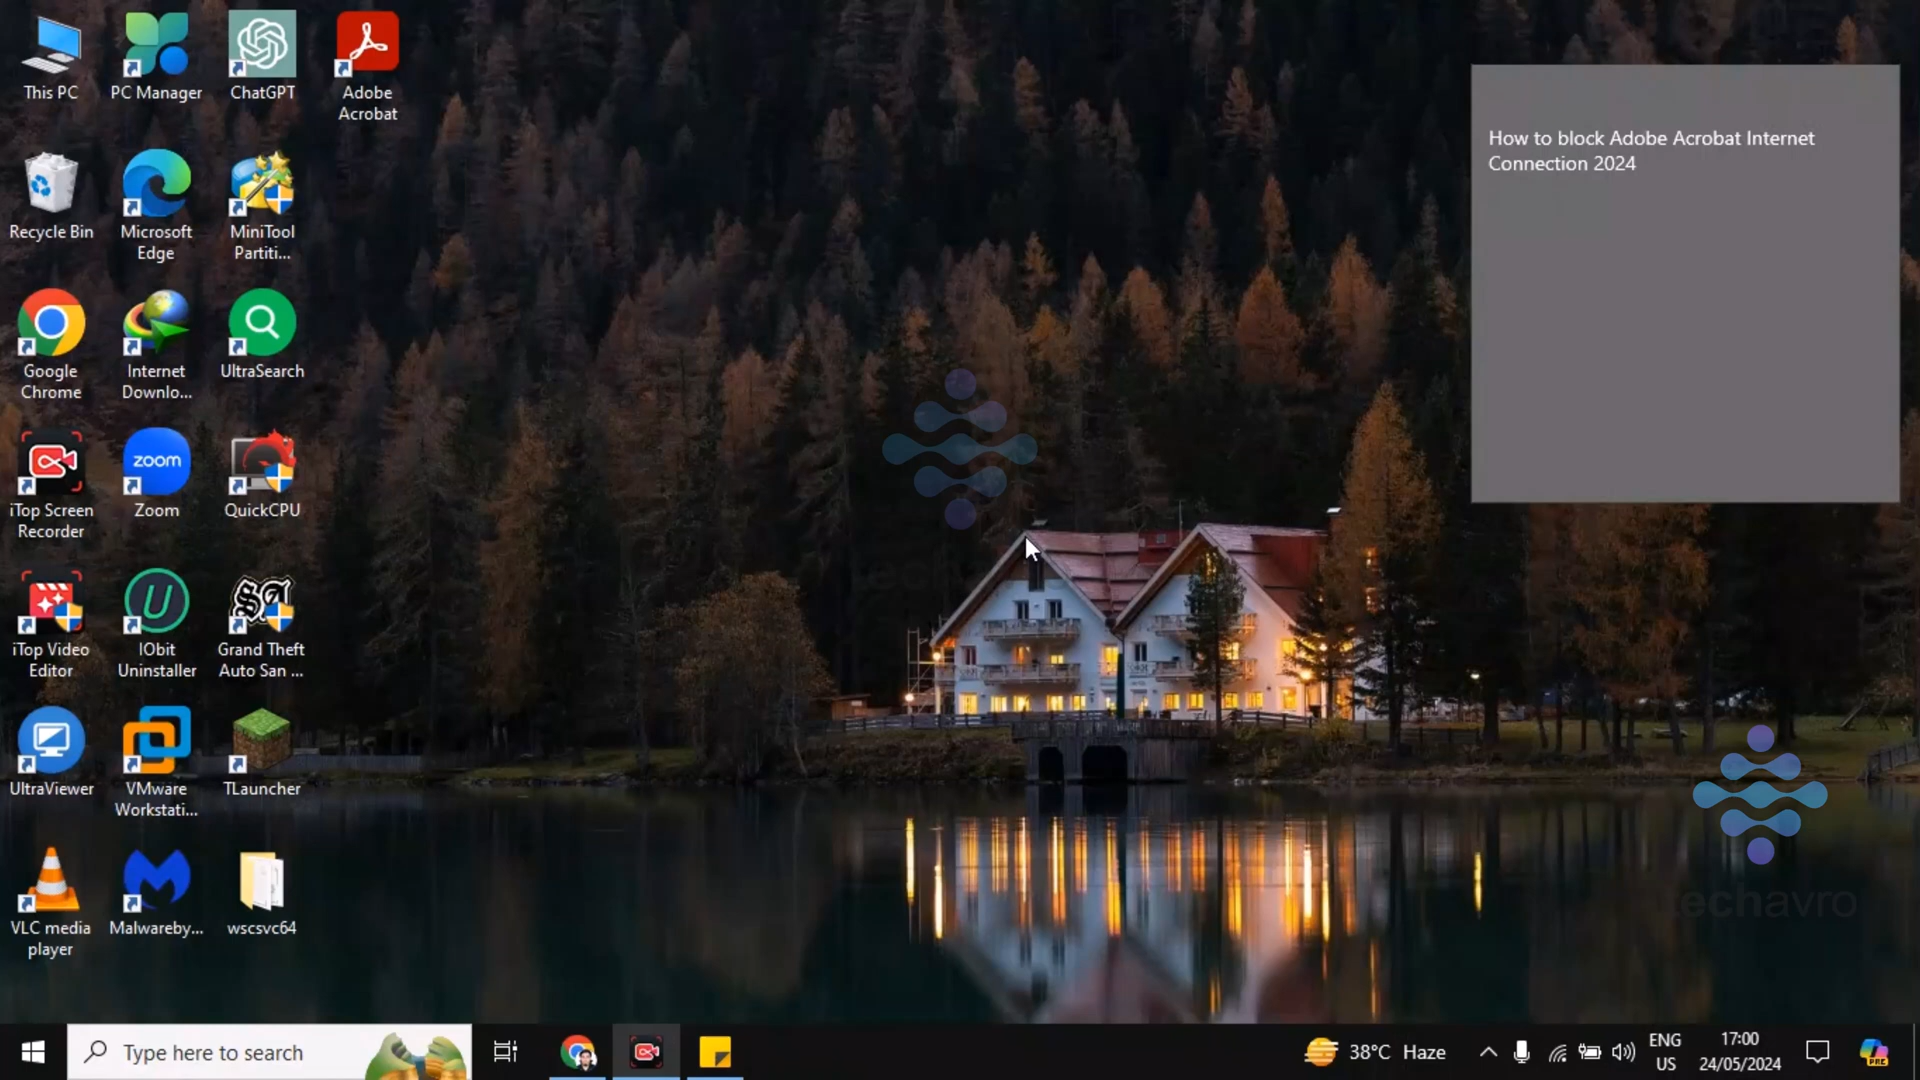 This PC
PC Manager
ChatGPT
Adobe
Acrobat
Recycle Bin
Microsoft
Edge
MiniTool
Partiti...
Google
Chrome
Internet
Downlo...
UltraSearch
iTop Screen
Recorder
zoom
Zoom
QuickCPU
iTop Video
Editor
IObit
Uninstaller
Grand Theft
Auto San ...
UltraViewer
VMware
Workstati...
TLauncher
VLC media
player
Malwareby...
wscsvc64
How to block Adobe Acrobat Internet
Connection 2024
echavro
Type here to search
38°C Haze
ENG
US
17:00
24/05/2024
PRE